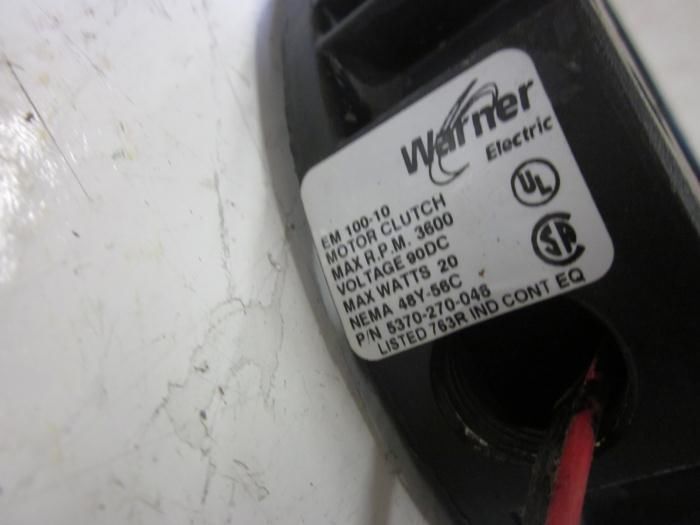 Warner
Electric
UL
SA
EM 100-10
MOTOR CLUTCH
MAX R.P.M. 3600
VOLTAGE 90DC
MAX WATTS 20
NEMA 48Y-56C
P/N 5370-270-048
LISTED 763R IND CONT EQ